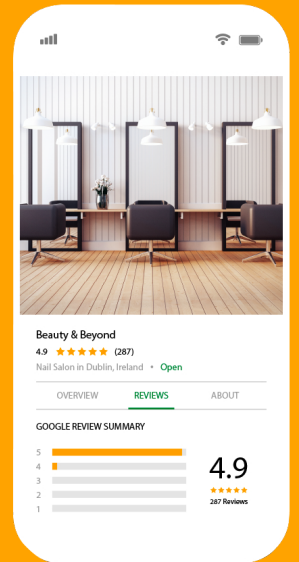 Beauty & Beyond
4.9 (287)
Nail Salon in Dublin, Ireland • Open
OVERVIEW REVIEWS ABOUT
GOOGLE REVIEW SUMMARY
5
4
3
2
1
4.9
287 Reviews